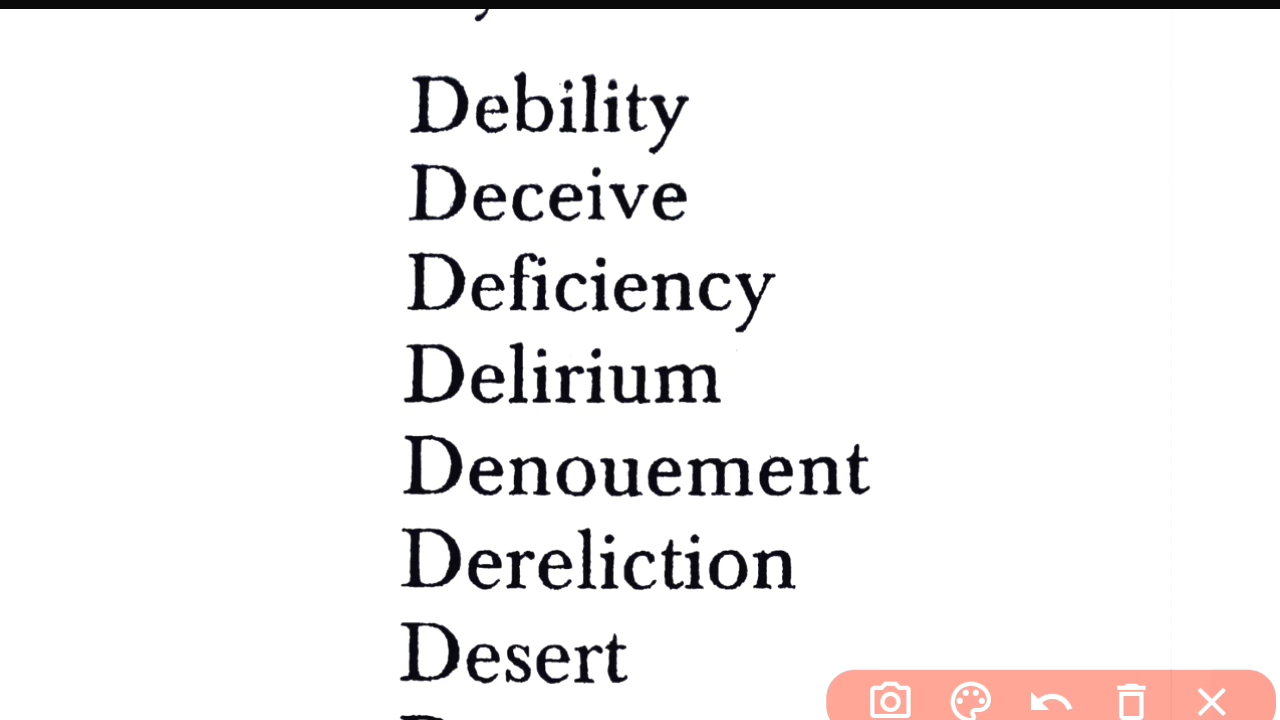 Debility
Deceive
Deficiency
Delirium
Denouement
Dereliction
Desert